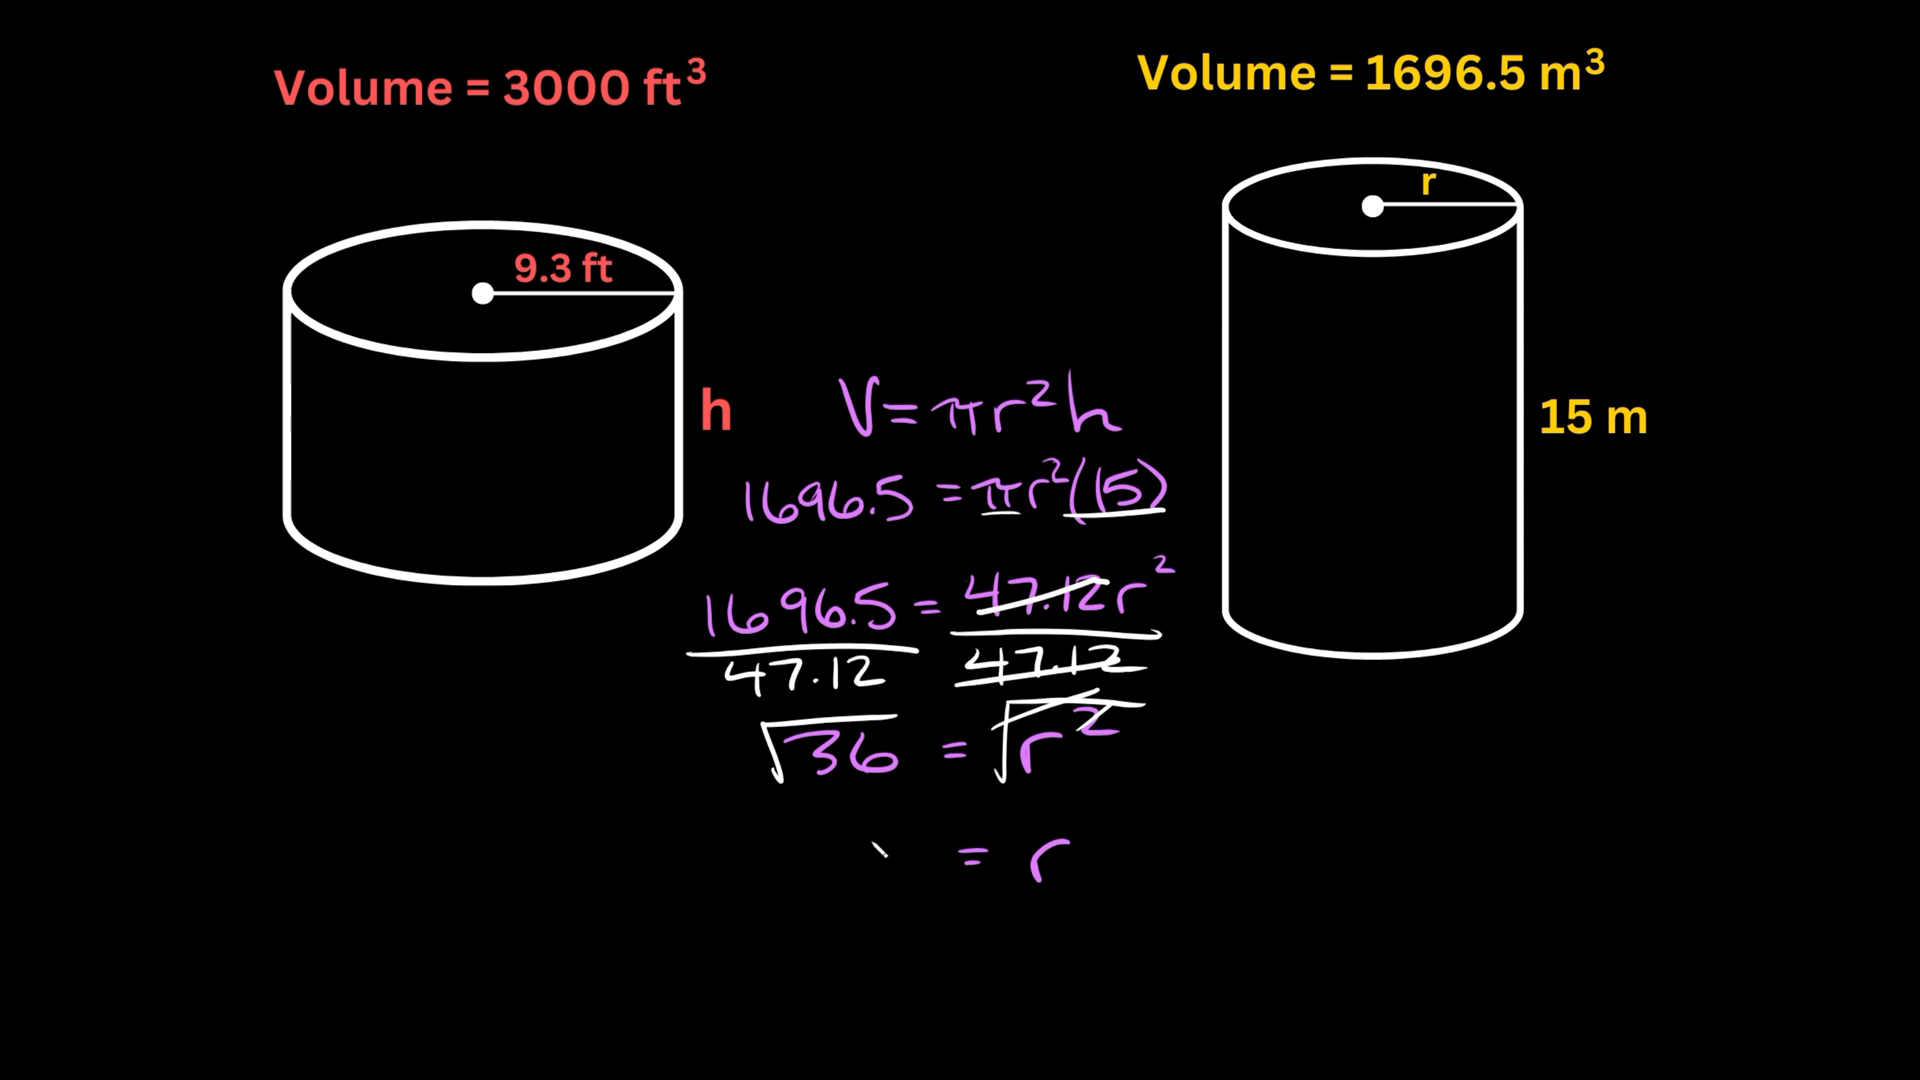 Volume = 3000 ft³
Volume = 1696.5 m³
r
9.3 ft
h
15 m
V = πr²h
1696.5 = πr²(15)
1696.5 = 47.12r²
47.12 47.12
√36 = √r²
= r